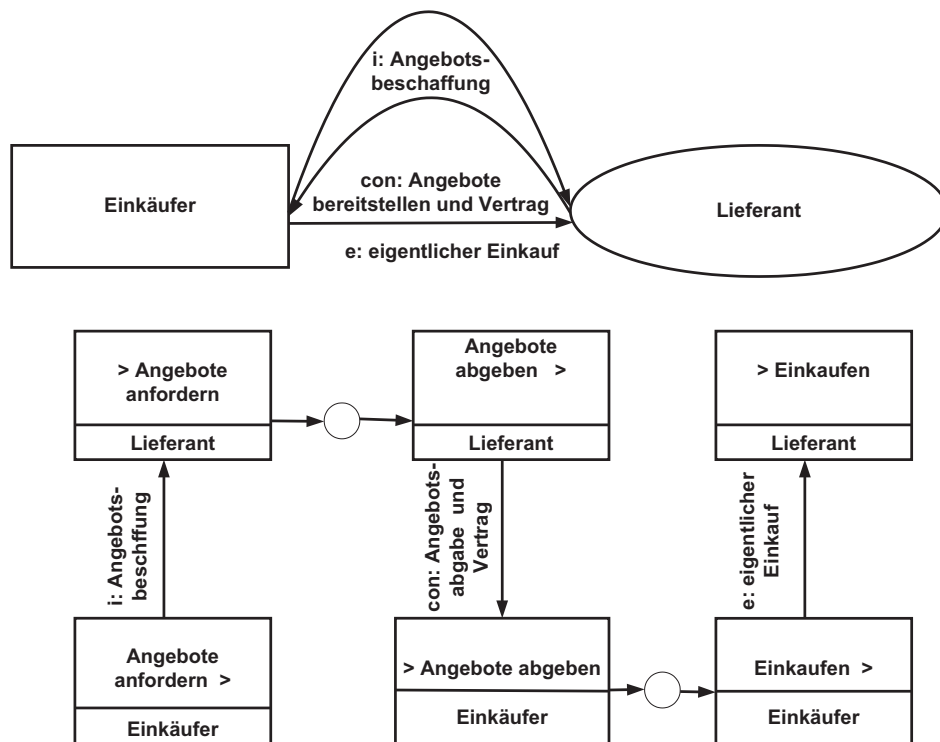 i: Angebots-
beschaffung
Einkäufer
con: Angebote
bereitstellen und Vertrag
Lieferant
e: eigentlicher Einkauf
> Angebote
anfordern
Lieferant
Angebote
abgeben >
Lieferant
> Einkaufen
Lieferant
i: Angebots-
beschffung
con: Angebots-
abgabe und
Vertrag
e: eigentlicher
Einkauf
Angebote
anfordern >
Einkäufer
> Angebote abgeben
Einkäufer
Einkaufen >
Einkäufer